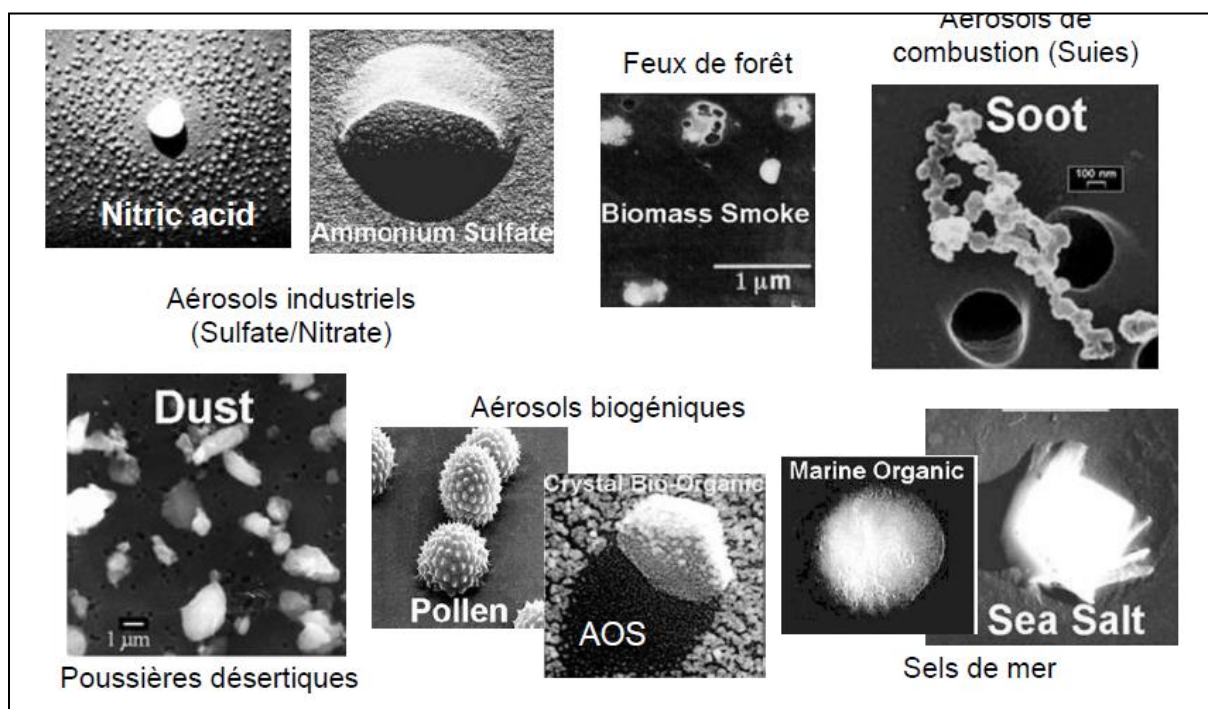 Aérosols de
combustion (Suies)
Feux de forêt
Nitric acid
Ammonium Sulfate
Biomass Smoke
1 μm
Soot
100 nm
Aérosols industriels
(Sulfate/Nitrate)
Dust
1 μm
Poussières désertiques
Aérosols biogéniques
Pollen
Crystal Bio-Organic
AOS
Marine Organic
Sea Salt
Sels de mer